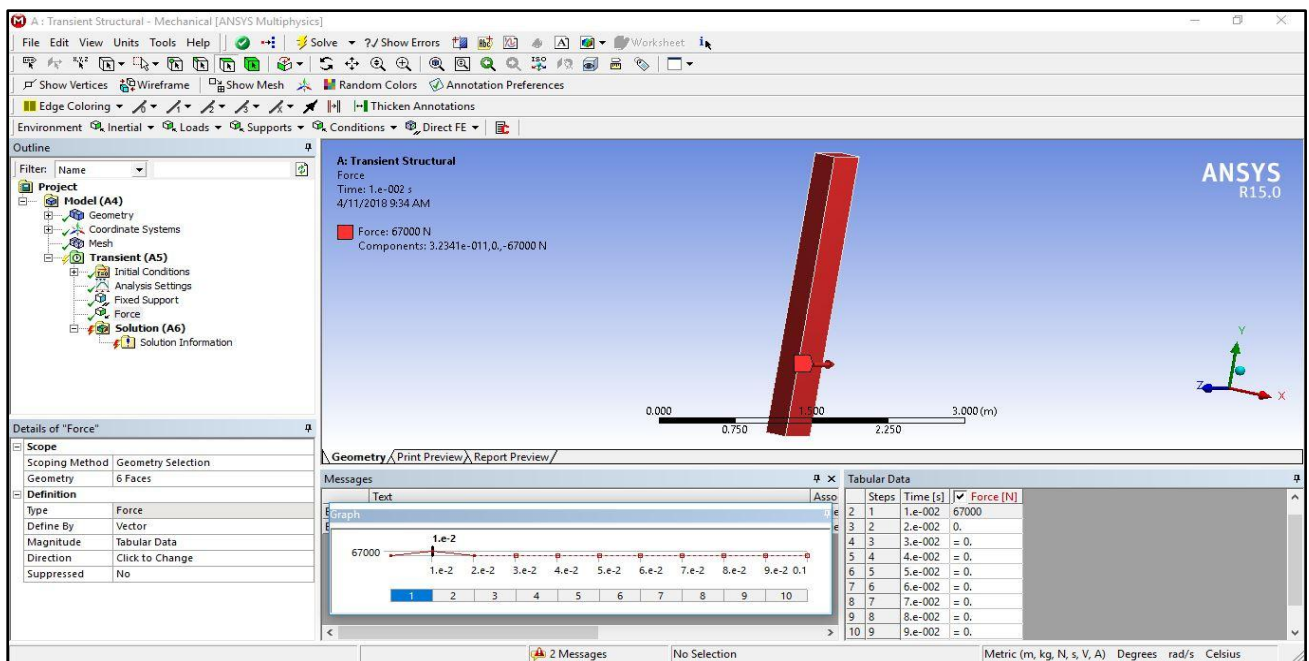 A : Transient Structural - Mechanical [ANSYS Multiphysics]
File Edit View Units Tools Help Solve ?/ Show Errors Worksheet
Show Vertices Wireframe Show Mesh Random Colors Annotation Preferences
Edge Coloring Thicken Annotations
Environment Inertial Loads Supports Conditions Direct FE
Outline
Filter: Name
Project
Model (A4)
Geometry
Coordinate Systems
Mesh
Transient (A5)
Initial Conditions
Analysis Settings
Fixed Support
Force
Solution (A6)
Solution Information
A: Transient Structural
Force
Time: 1.e-002 s
4/11/2018 9:34 AM
Force: 67000 N
Components: 3.2341e-011,0.,-67000 N
ANSYS
R15.0
Y
Z
X
0.000 1.500 3.000 (m)
0.750 2.250
Geometry Print Preview Report Preview
Details of "Force"
Scope
Scoping Method Geometry Selection
Geometry 6 Faces
Definition
Type Force
Define By Vector
Magnitude Tabular Data
Direction Click to Change
Suppressed No
Messages
Text Asso
Graph
1.e-2
67000
1.e-2 2.e-2 3.e-2 4.e-2 5.e-2 6.e-2 7.e-2 8.e-2 9.e-2 0.1
1 2 3 4 5 6 7 8 9 10
Tabular Data
Steps Time [s] Force [N]
2 1 1.e-002 67000
3 2 2.e-002 0.
4 3 3.e-002 = 0.
5 4 4.e-002 = 0.
6 5 5.e-002 = 0.
7 6 6.e-002 = 0.
8 7 7.e-002 = 0.
9 8 8.e-002 = 0.
10 9 9.e-002 = 0.
2 Messages No Selection Metric (m, kg, N, s, V, A) Degrees rad/s Celsius